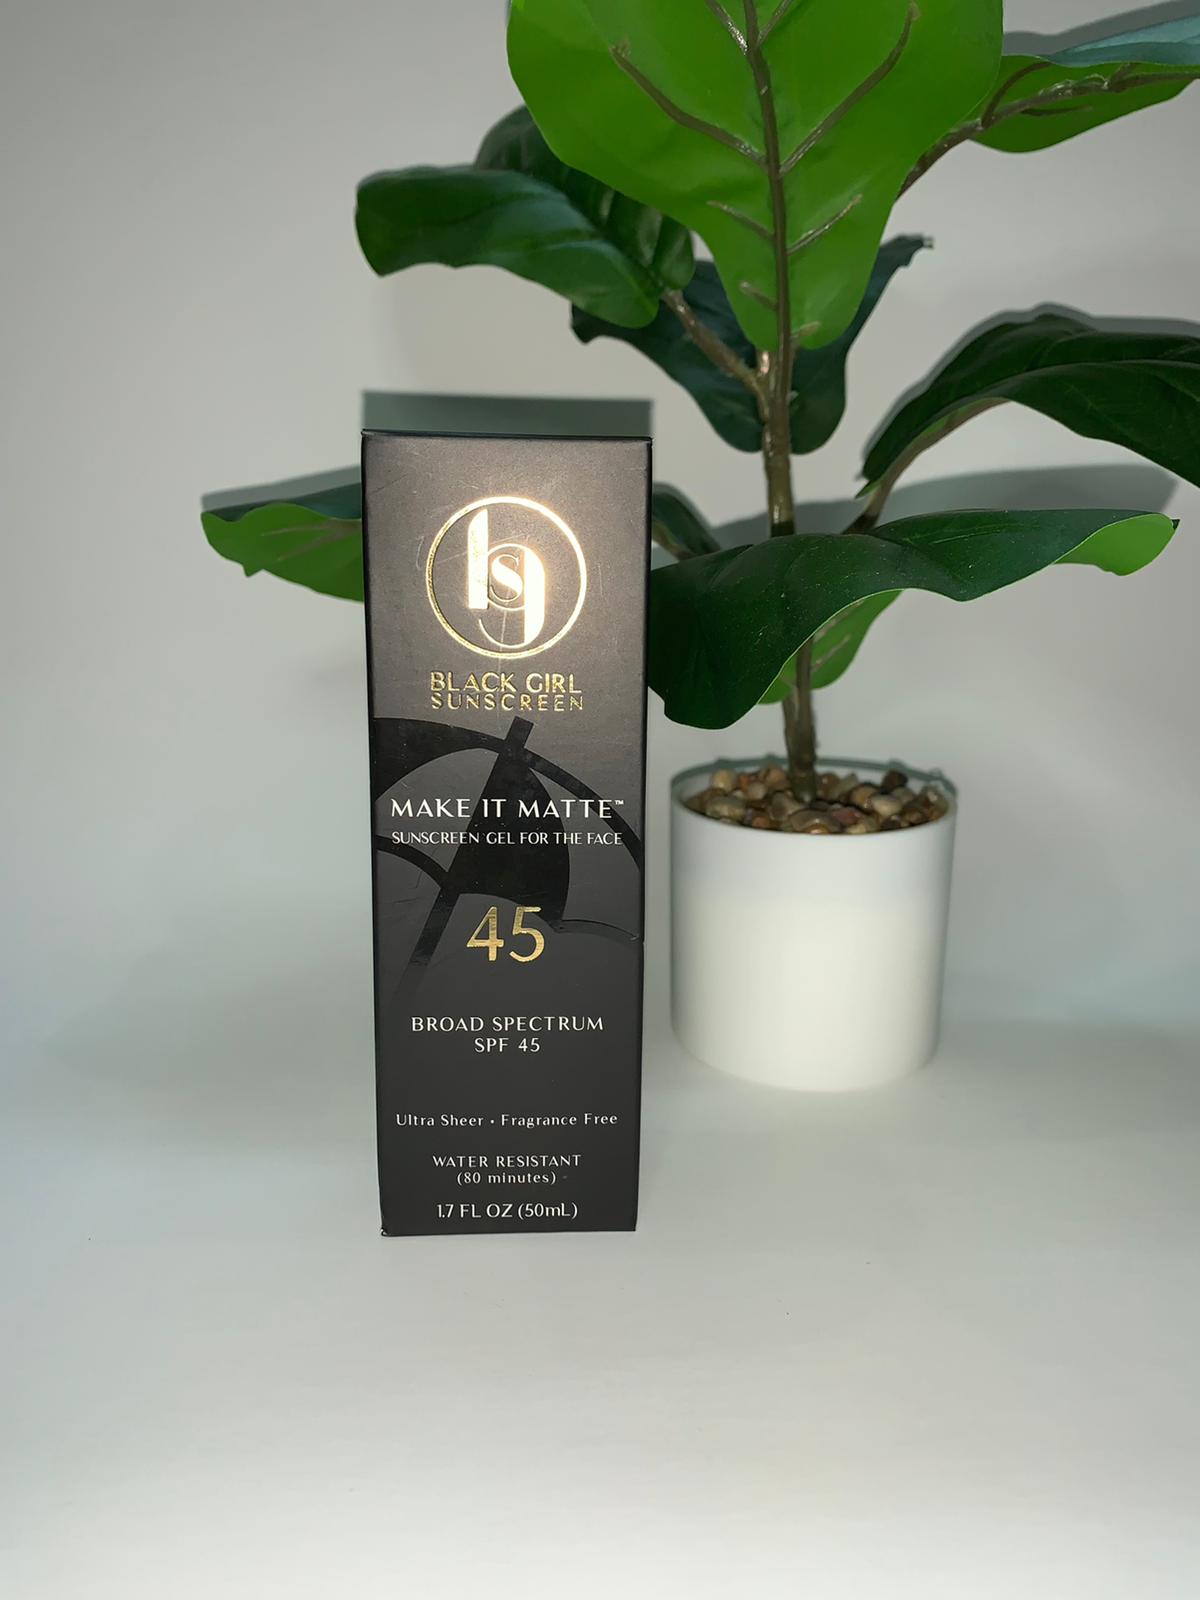 bsg
BLACK GIRL
SUNSCREEN
MAKE IT MATTE™
SUNSCREEN GEL FOR THE FACE
45
BROAD SPECTRUM
SPF 45
Ultra Sheer • Fragrance Free
WATER RESISTANT
(80 minutes)
1.7 FL OZ (50mL)